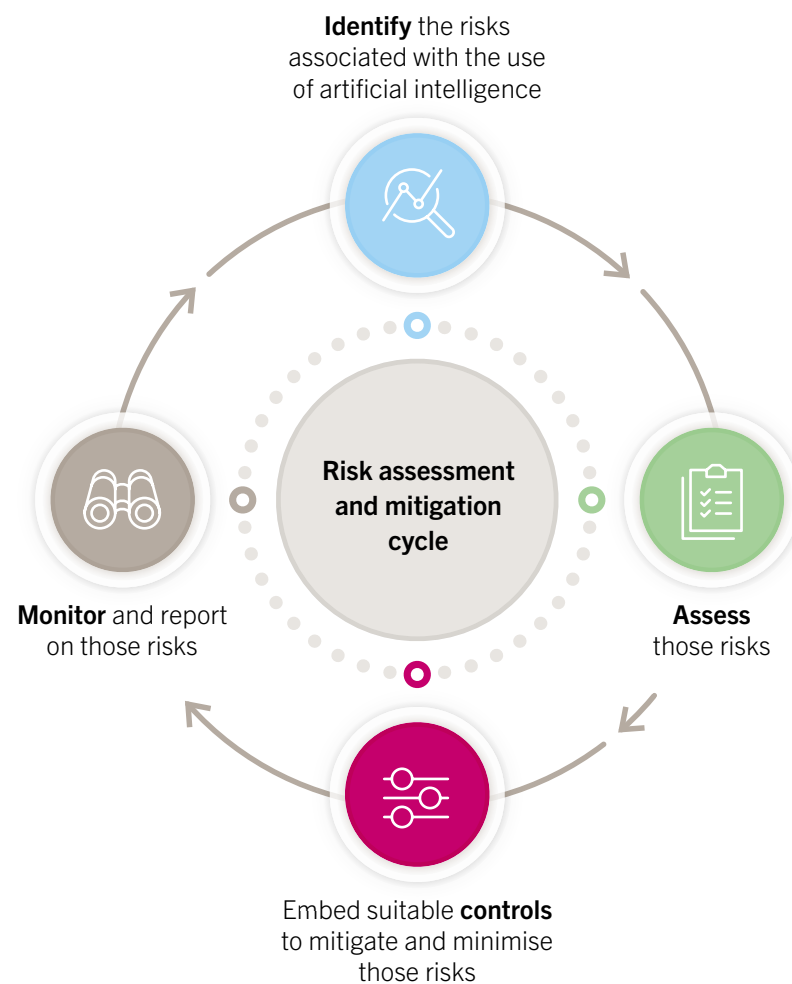 Identify the risks
associated with the use
of artificial intelligence
Risk assessment
and mitigation
cycle
Assess
those risks
Embed suitable controls
to mitigate and minimise
those risks
Monitor and report
on those risks